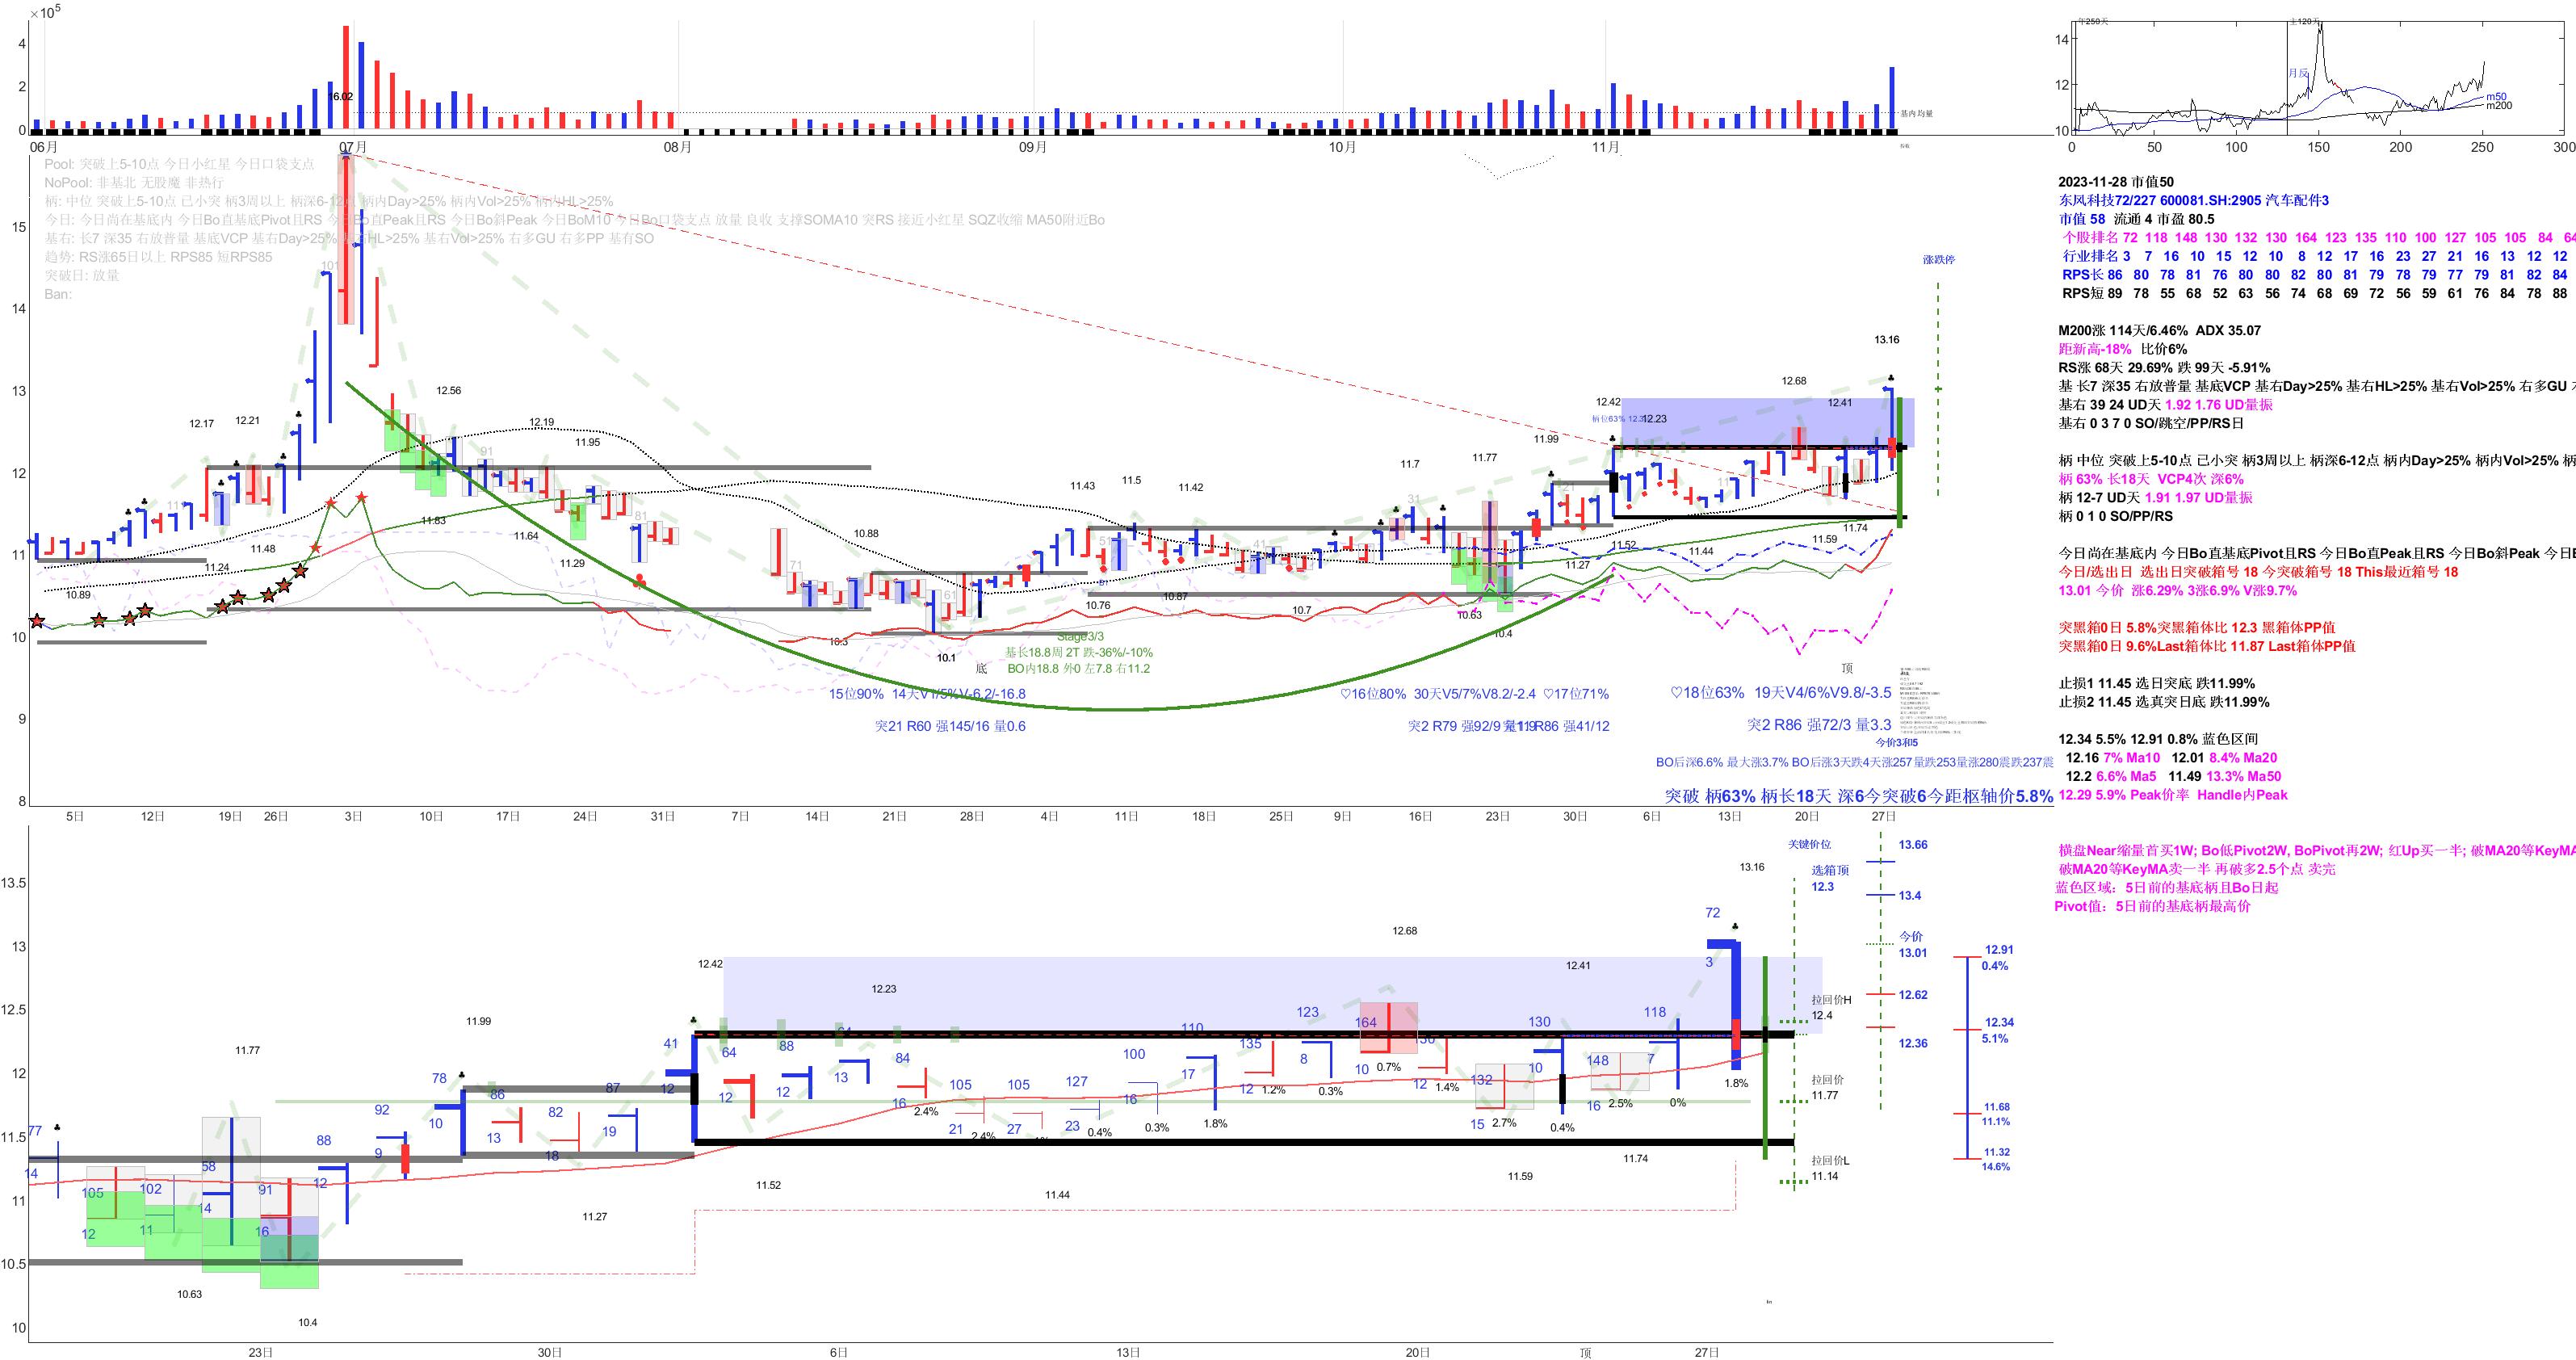 ×10⁵
4
2
0
16.02
基内均量
06月 07月 08月 09月 10月 11月
Pool: 突破上5-10点 今日小红星 今日口袋支点
NoPool: 非基北 无股魔 非热行
柄: 中位 突破上5-10点 己小突 柄3周以上 柄深6-12点 柄内Day>25% 柄内Vol>25% 柄内HL>25%
今日: 今日尚在基底内 今日Bo直基底Pivot且RS 今日Bo直Peak且RS 今日Bo斜Peak 今日BoM10 今日Bo口袋支点 放量 良收 支撑SOMA10 突RS 接近小红星 SQZ收缩 MA50附近Bo
基右: 长7 深35 右放普量 基底VCP 基右Day>25% 基右HL>25% 基右Vol>25% 右多GU 右多PP 基有SO
趋势: RS涨65日以上 RPS85 短RPS85
突破日: 放量
Ban:
15
14
13
12
11
10
9
8
涨跌停
13.16
12.17 12.21 12.56 12.19 11.95
12.42 12.23 12.68 12.41
11.99 11.77 11.7 11.43 11.5 11.42
10.88
10.89 11.24 11.48 11.83 11.64 11.29
10.3 10.1 10.76 10.87 10.7 10.63 10.4
11.27 11.52 11.44 11.59 11.74
Stage3/3
基长18.8周 2T 跌-36%/-10%
BO内18.8 外0 左7.8 右11.2
底
顶
15位90% 14天V1/5%V-6.2/-16.8
♡16位80% 30天V5/7%V8.2/-2.4 ♡17位71%
♡18位63% 19天V4/6%V9.8/-3.5
突21 R60 强145/16 量0.6
突2 R79 强92/9
R86 强41/12
突2 R86 强72/3 量3.3
今价3和5
BO后深6.6% 最大涨3.7% BO后涨3天跌4天涨257量跌253量涨280震跌237震
突破 柄63% 柄长18天 深6今突破6今距枢轴价5.8%
5日 12日 19日 26日 3日 10日 17日 24日 31日 7日 14日 21日 28日 4日 11日 18日 25日 9日 16日 23日 30日 6日 13日 20日 27日
年250天
主120天
月反
m50
m200
14
12
10
0 50 100 150 200 250 300
2023-11-28 市值50
东风科技72/227 600081.SH:2905 汽车配件3
市值 58 流通 4 市盈 80.5
个股排名 72 118 148 130 132 130 164 123 135 110 100 127 105 105 84 64
行业排名 3 7 16 10 15 12 10 8 12 17 16 23 27 21 16 13 12 12
RPS长 86 80 78 81 76 80 80 82 80 81 79 78 79 77 79 81 82 84
RPS短 89 78 55 68 52 63 56 74 68 69 72 56 59 61 76 84 78 88
M200涨 114天/6.46% ADX 35.07
距新高-18% 比价6%
RS涨 68天 29.69% 跌 99天 -5.91%
基 长7 深35 右放普量 基底VCP 基右Day>25% 基右HL>25% 基右Vol>25% 右多GU
基右 39 24 UD天 1.92 1.76 UD量振
基右 0 3 7 0 SO/跳空/PP/RS日
柄 中位 突破上5-10点 己小突 柄3周以上 柄深6-12点 柄内Day>25% 柄内Vol>25%
柄 63% 长18天 VCP4次 深6%
柄 12-7 UD天 1.91 1.97 UD量振
柄 0 1 0 SO/PP/RS
今日尚在基底内 今日Bo直基底Pivot且RS 今日Bo直Peak且RS 今日Bo斜Peak
今日/选出日 选出日突破箱号 18 今突破箱号 18 This最近箱号 18
13.01 今价 涨6.29% 3涨6.9% V涨9.7%
突黑箱0日 5.8%突黑箱体比 12.3 黑箱体PP值
突黑箱0日 9.6%Last箱体比 11.87 Last箱体PP值
止损1 11.45 选日突底 跌11.99%
止损2 11.45 选真突日底 跌11.99%
12.34 5.5% 12.91 0.8% 蓝色区间
12.16 7% Ma10 12.01 8.4% Ma20
12.2 6.6% Ma5 11.49 13.3% Ma50
12.29 5.9% Peak价率 Handle内Peak
横盘Near缩量首买1W; Bo低Pivot2W, BoPivot再2W; 红Up买一半; 破MA20等KeyMA
破MA20等KeyMA卖一半 再破多2.5个点 卖完
蓝色区域: 5日前的基底柄且Bo日起
Pivot值: 5日前的基底柄最高价
13.5
13
12.5
12
11.5
11
10.5
10
关键价位
选箱顶
12.3
13.66
13.4
今价
13.01
12.62
12.36
拉回价H
12.4
拉回价
11.77
拉回价L
11.14
12.91
0.4%
12.34
5.1%
11.68
11.1%
11.32
14.6%
13.16
12.68
12.42 12.23 12.41
11.99
11.77
11.74
11.59
11.52
11.44
11.27
10.63
10.4
77 105 102 58 91 88 92 78 86 82 87 41 64 88 84 105 105 127 100 110 135 123 164 132 130 148 118 72
14 12 11 14 16 12 9 10 13 18 19 12 12 12 13 16 21 27 23 16 17 12 8 10 12 15 10 16 7 3
2.4% 2.4% 0.4% 0.3% 1.8% 1.2% 0.3% 0.7% 1.4% 2.7% 0.4% 2.5% 0% 1.8%
23日 30日 6日 13日 20日 顶 27日